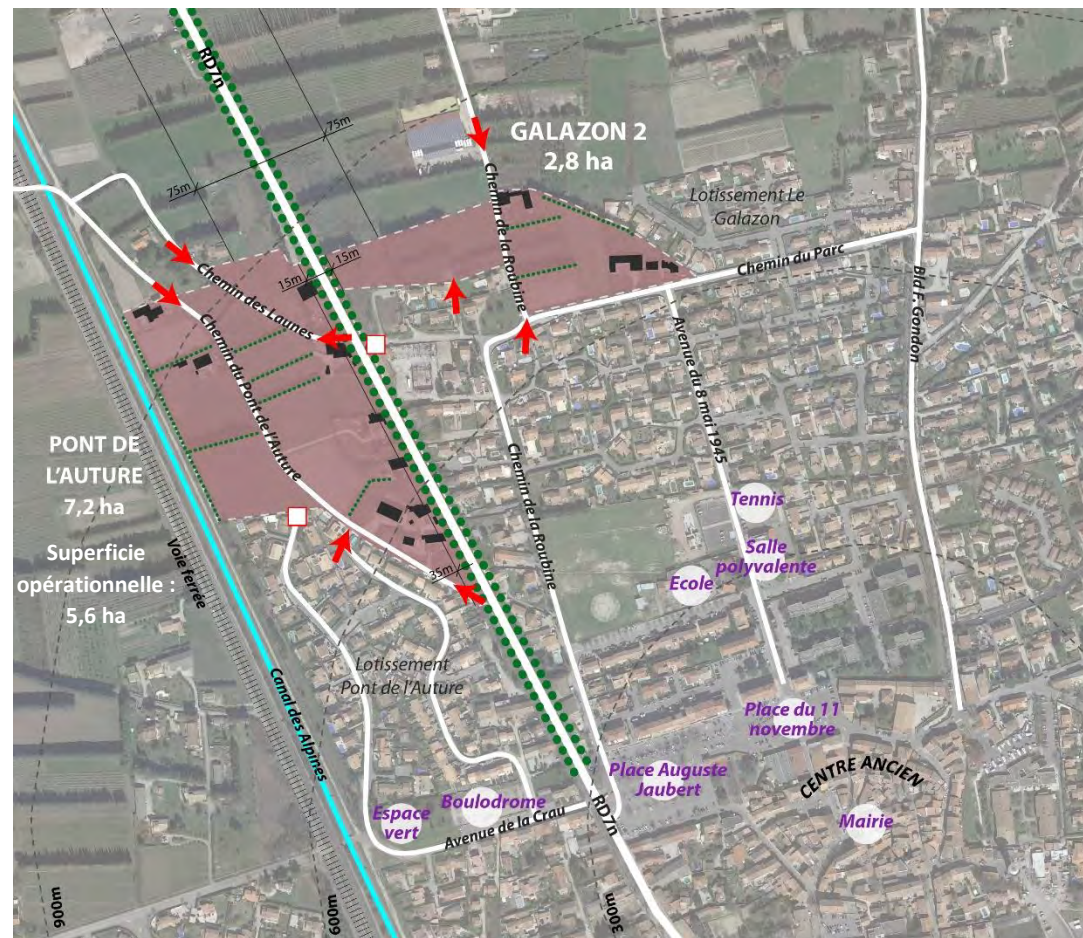 RD7n
75m
75m
GALAZON 2
2,8 ha
Chemin de la Roubine
Lotissement Le
Galazon
Chemin du Parc
15m
15m
Chemin des Launes
Chemin du Pont de l'Auture
Avenue du 8 mai 1945
Bld F. Gondon
PONT DE
L'AUTURE
7,2 ha
Superficie
opérationnelle :
5,6 ha
Voie ferrée
Canal des Alpines
Chemin de la Roubine
Tennis
Salle
polyvalente
Ecole
35m
Lotissement
Pont de l'Auture
Place du 11
novembre
Place Auguste
Jaubert
CENTRE ANCIEN
Mairie
Boulodrome
Espace
vert
Avenue de la Crau
RD7n
900m
600m
300m